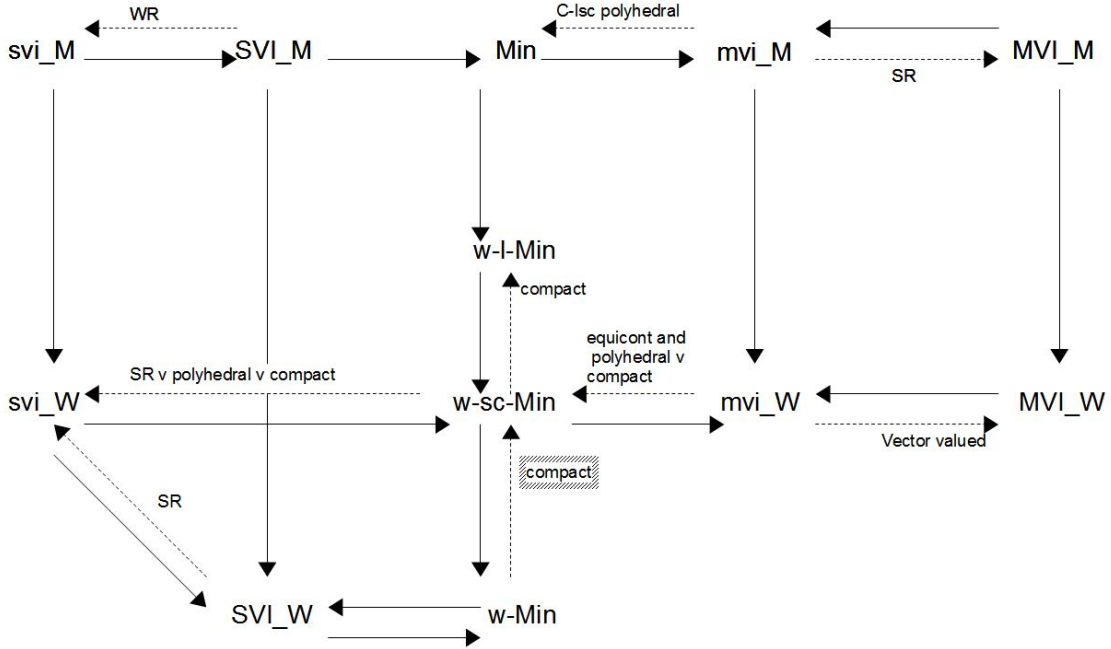 WR
C-lsc polyhedral
svi_M
SVI_M
Min
mvi_M
MVI_M
SR
w-l-Min
compact
equicont and
polyhedral v
compact
SR v polyhedral v compact
svi_W
w-sc-Min
mvi_W
MVI_W
Vector valued
compact
SR
SVI_W
w-Min